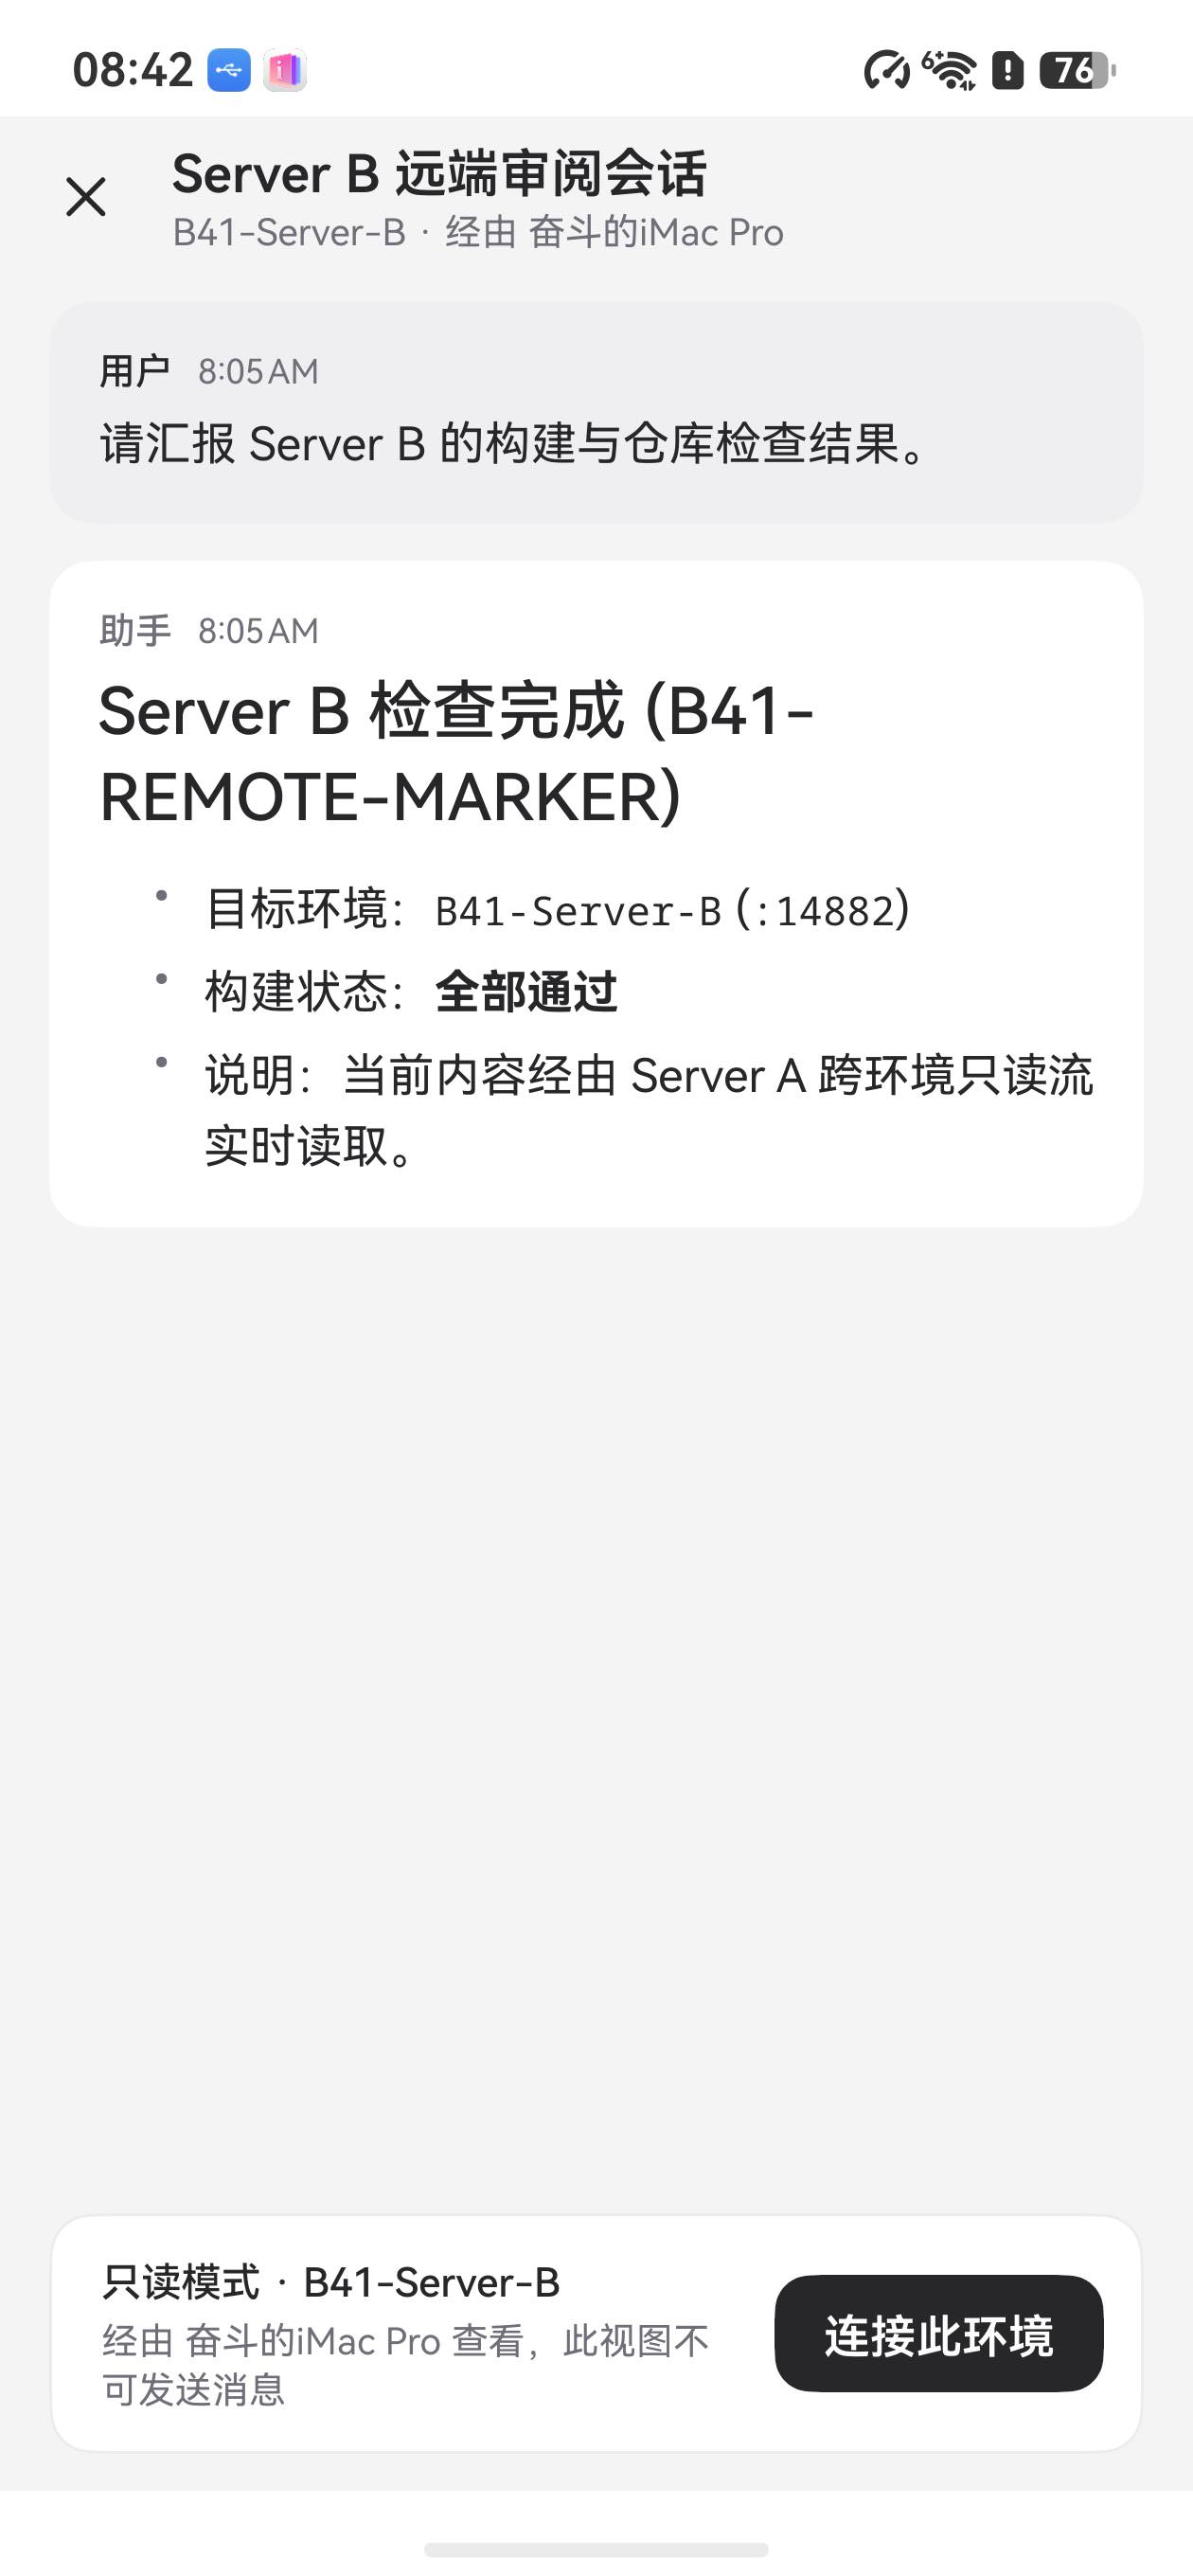 08:42
6+
76
Server B 远端审阅会话
B41-Server-B · 经由 奋斗的iMac Pro
用户 8:05 AM
请汇报 Server B 的构建与仓库检查结果。
助手 8:05 AM
Server B 检查完成 (B41-
REMOTE-MARKER)
• 目标环境：B41-Server-B (:14882)
• 构建状态：全部通过
• 说明：当前内容经由 Server A 跨环境只读流
实时读取。
只读模式 · B41-Server-B
经由 奋斗的iMac Pro 查看，此视图不
可发送消息
连接此环境